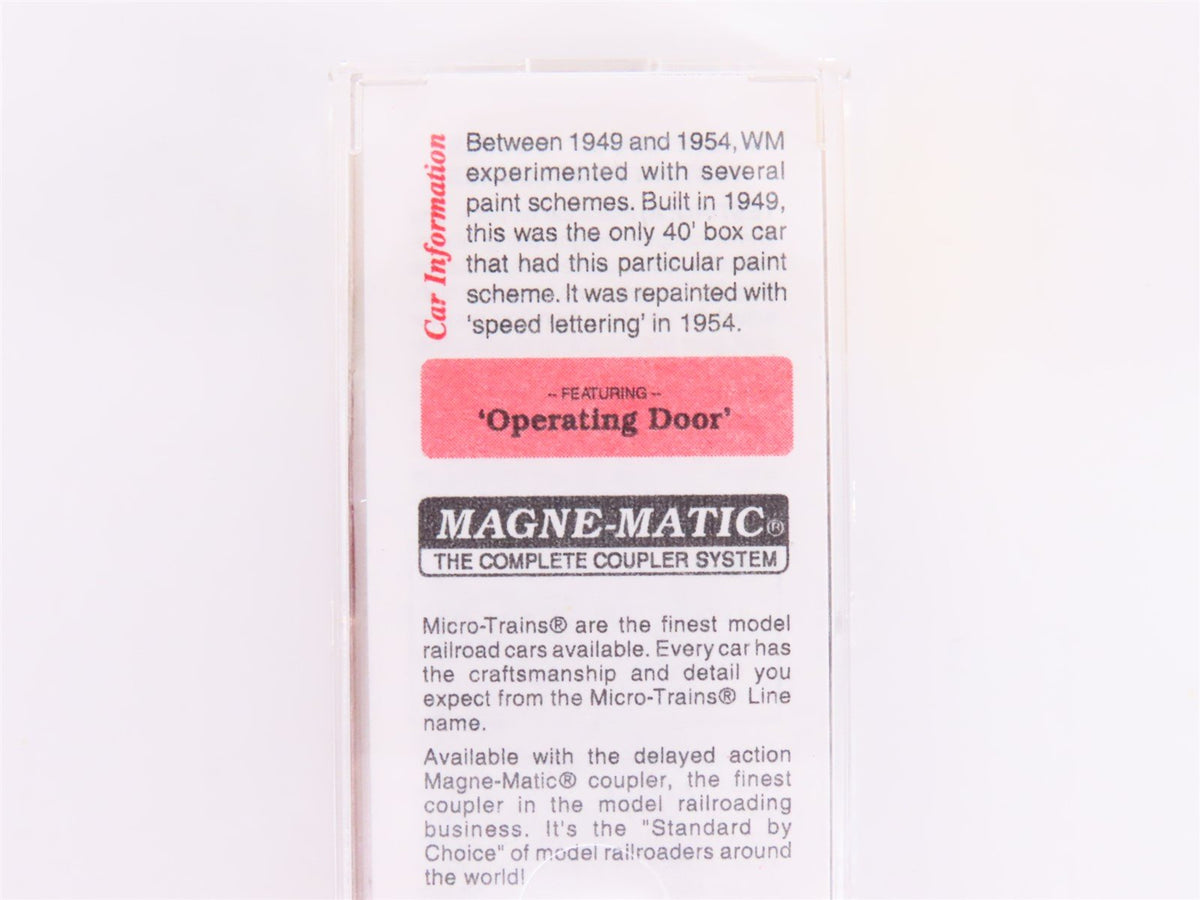 Car Information
Between 1949 and 1954, WM
experimented with several
paint schemes. Built in 1949,
this was the only 40' box car
that had this particular paint
scheme. It was repainted with
'speed lettering' in 1954.
-- FEATURING --
'Operating Door'
MAGNE-MATIC®
THE COMPLETE COUPLER SYSTEM
Micro-Trains® are the finest model
railroad cars available. Every car has
the craftsmanship and detail you
expect from the Micro-Trains® Line
name.
Available with the delayed action
Magne-Matic® coupler, the finest
coupler in the model railroading
business. It's the "Standard by
Choice" of model railroaders around
the world!